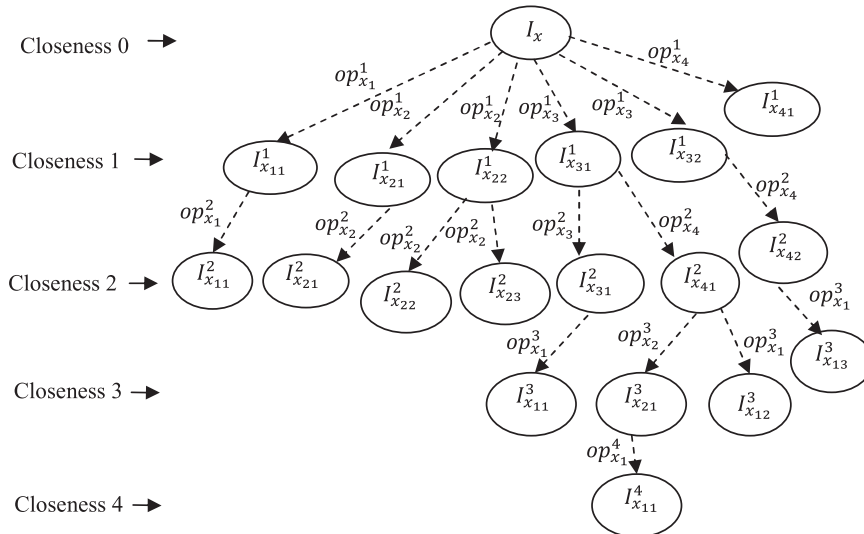 Closeness 0
I_x
op_{x_1}^1
op_{x_2}^1
op_{x_2}^1
op_{x_3}^1
op_{x_3}^1
op_{x_4}^1
I_{x_{41}}^1
Closeness 1
I_{x_{11}}^1
I_{x_{21}}^1
I_{x_{22}}^1
I_{x_{31}}^1
I_{x_{32}}^1
op_{x_1}^2
op_{x_2}^2
op_{x_2}^2
op_{x_2}^2
op_{x_3}^2
op_{x_4}^2
op_{x_4}^2
Closeness 2
I_{x_{11}}^2
I_{x_{21}}^2
I_{x_{22}}^2
I_{x_{23}}^2
I_{x_{31}}^2
I_{x_{41}}^2
I_{x_{42}}^2
op_{x_1}^3
op_{x_2}^3
op_{x_1}^3
op_{x_1}^3
I_{x_{13}}^3
Closeness 3
I_{x_{11}}^3
I_{x_{21}}^3
I_{x_{12}}^3
op_{x_1}^4
Closeness 4
I_{x_{11}}^4